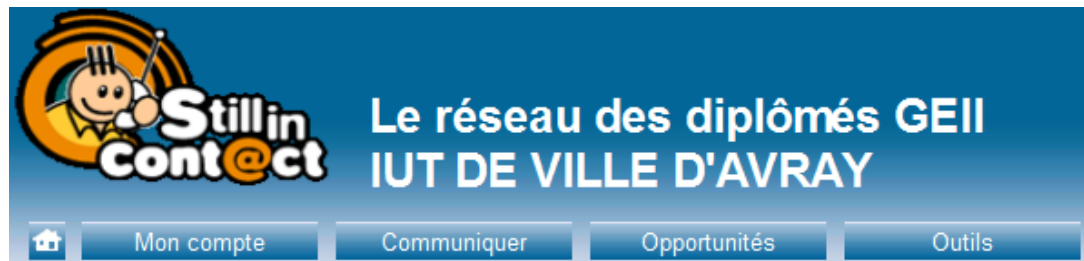 Still in
Cont@ct
Le réseau des diplômés GEII
IUT DE VILLE D'AVRAY
Mon compte Communiquer Opportunités Outils